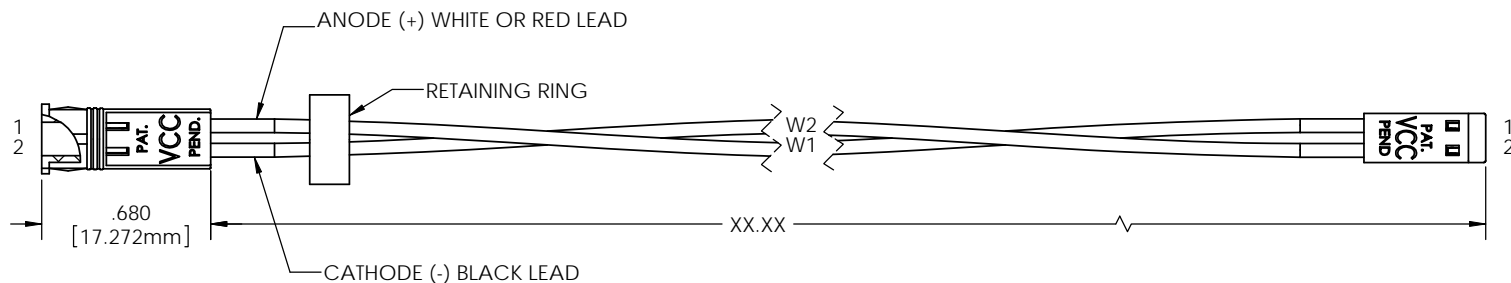 ANODE (+) WHITE OR RED LEAD
RETAINING RING
1
2
PAT.
VCC
PEND.
W2
W1
PAT.
VCC
PEND
1
2
.680
[17.272mm]
XX.XX
CATHODE (-) BLACK LEAD